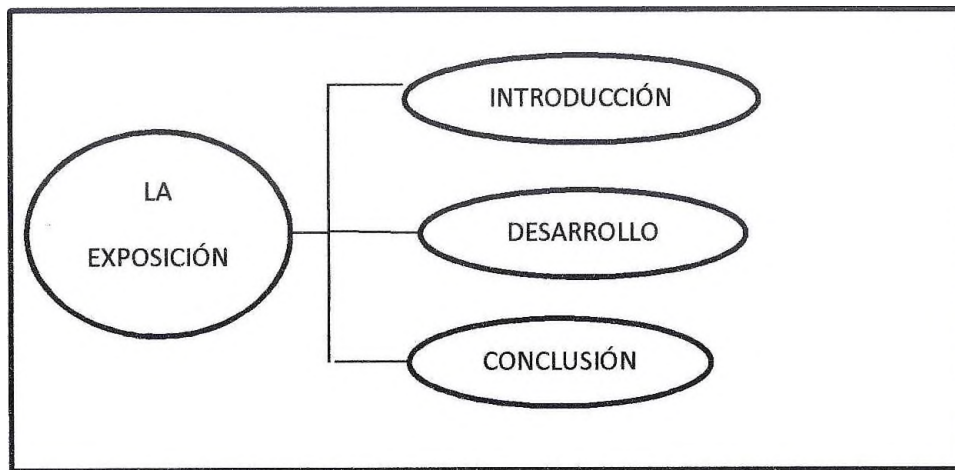 LA
EXPOSICIÓN
INTRODUCCIÓN
DESARROLLO
CONCLUSIÓN